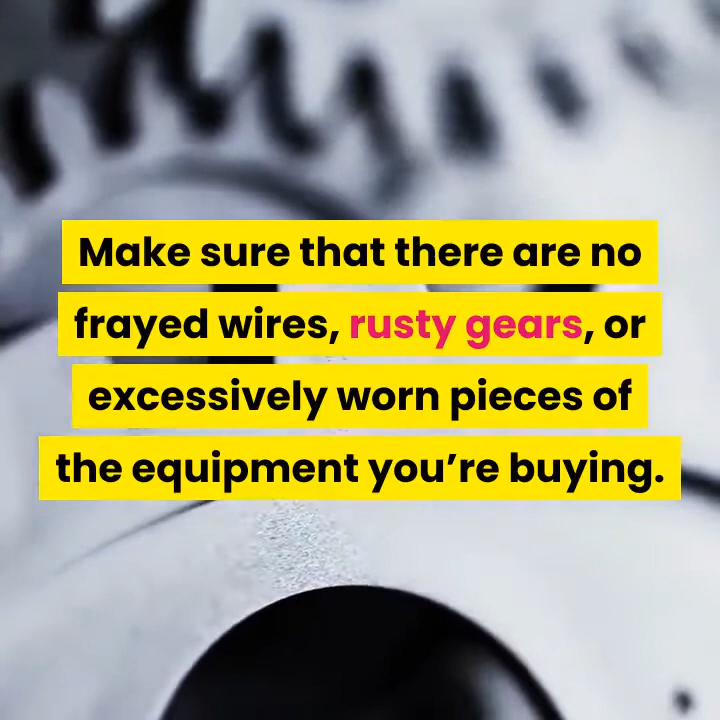 Make sure that there are no
frayed wires, rusty gears, or
excessively worn pieces of
the equipment you’re buying.